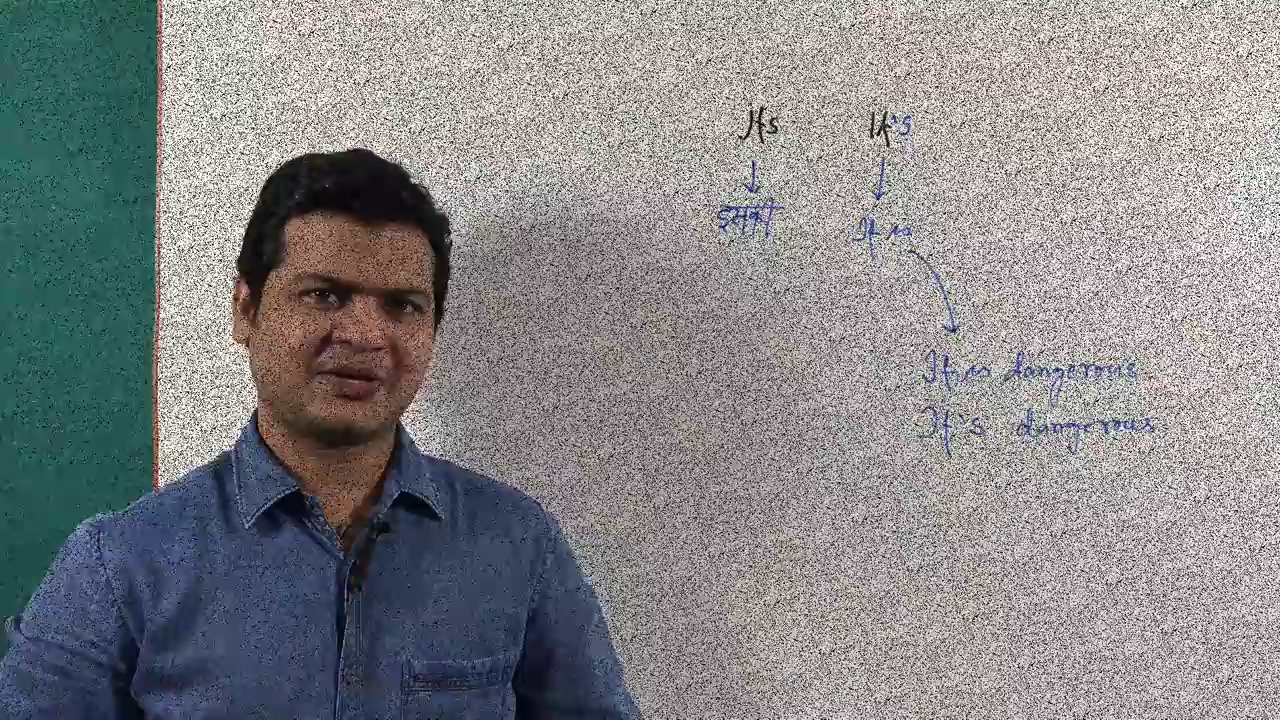 Its It's
इसका It is
It is dangerous
It's dangerous